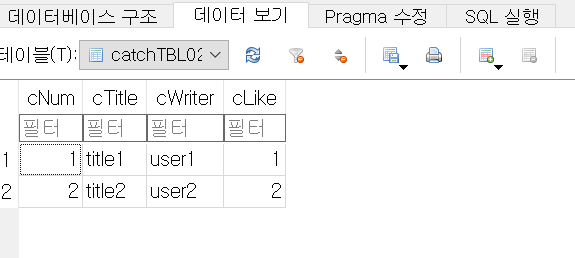 데이터베이스 구조 데이터 보기 Pragma 수정 SQL 실행
테이블(T): catchTBL02
cNum cTitle cWriter cLike
필터 필터 필터 필터
1 1 title1 user1 1
2 2 title2 user2 2